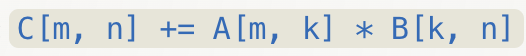 C[m, n] += A[m, k] * B[k, n]